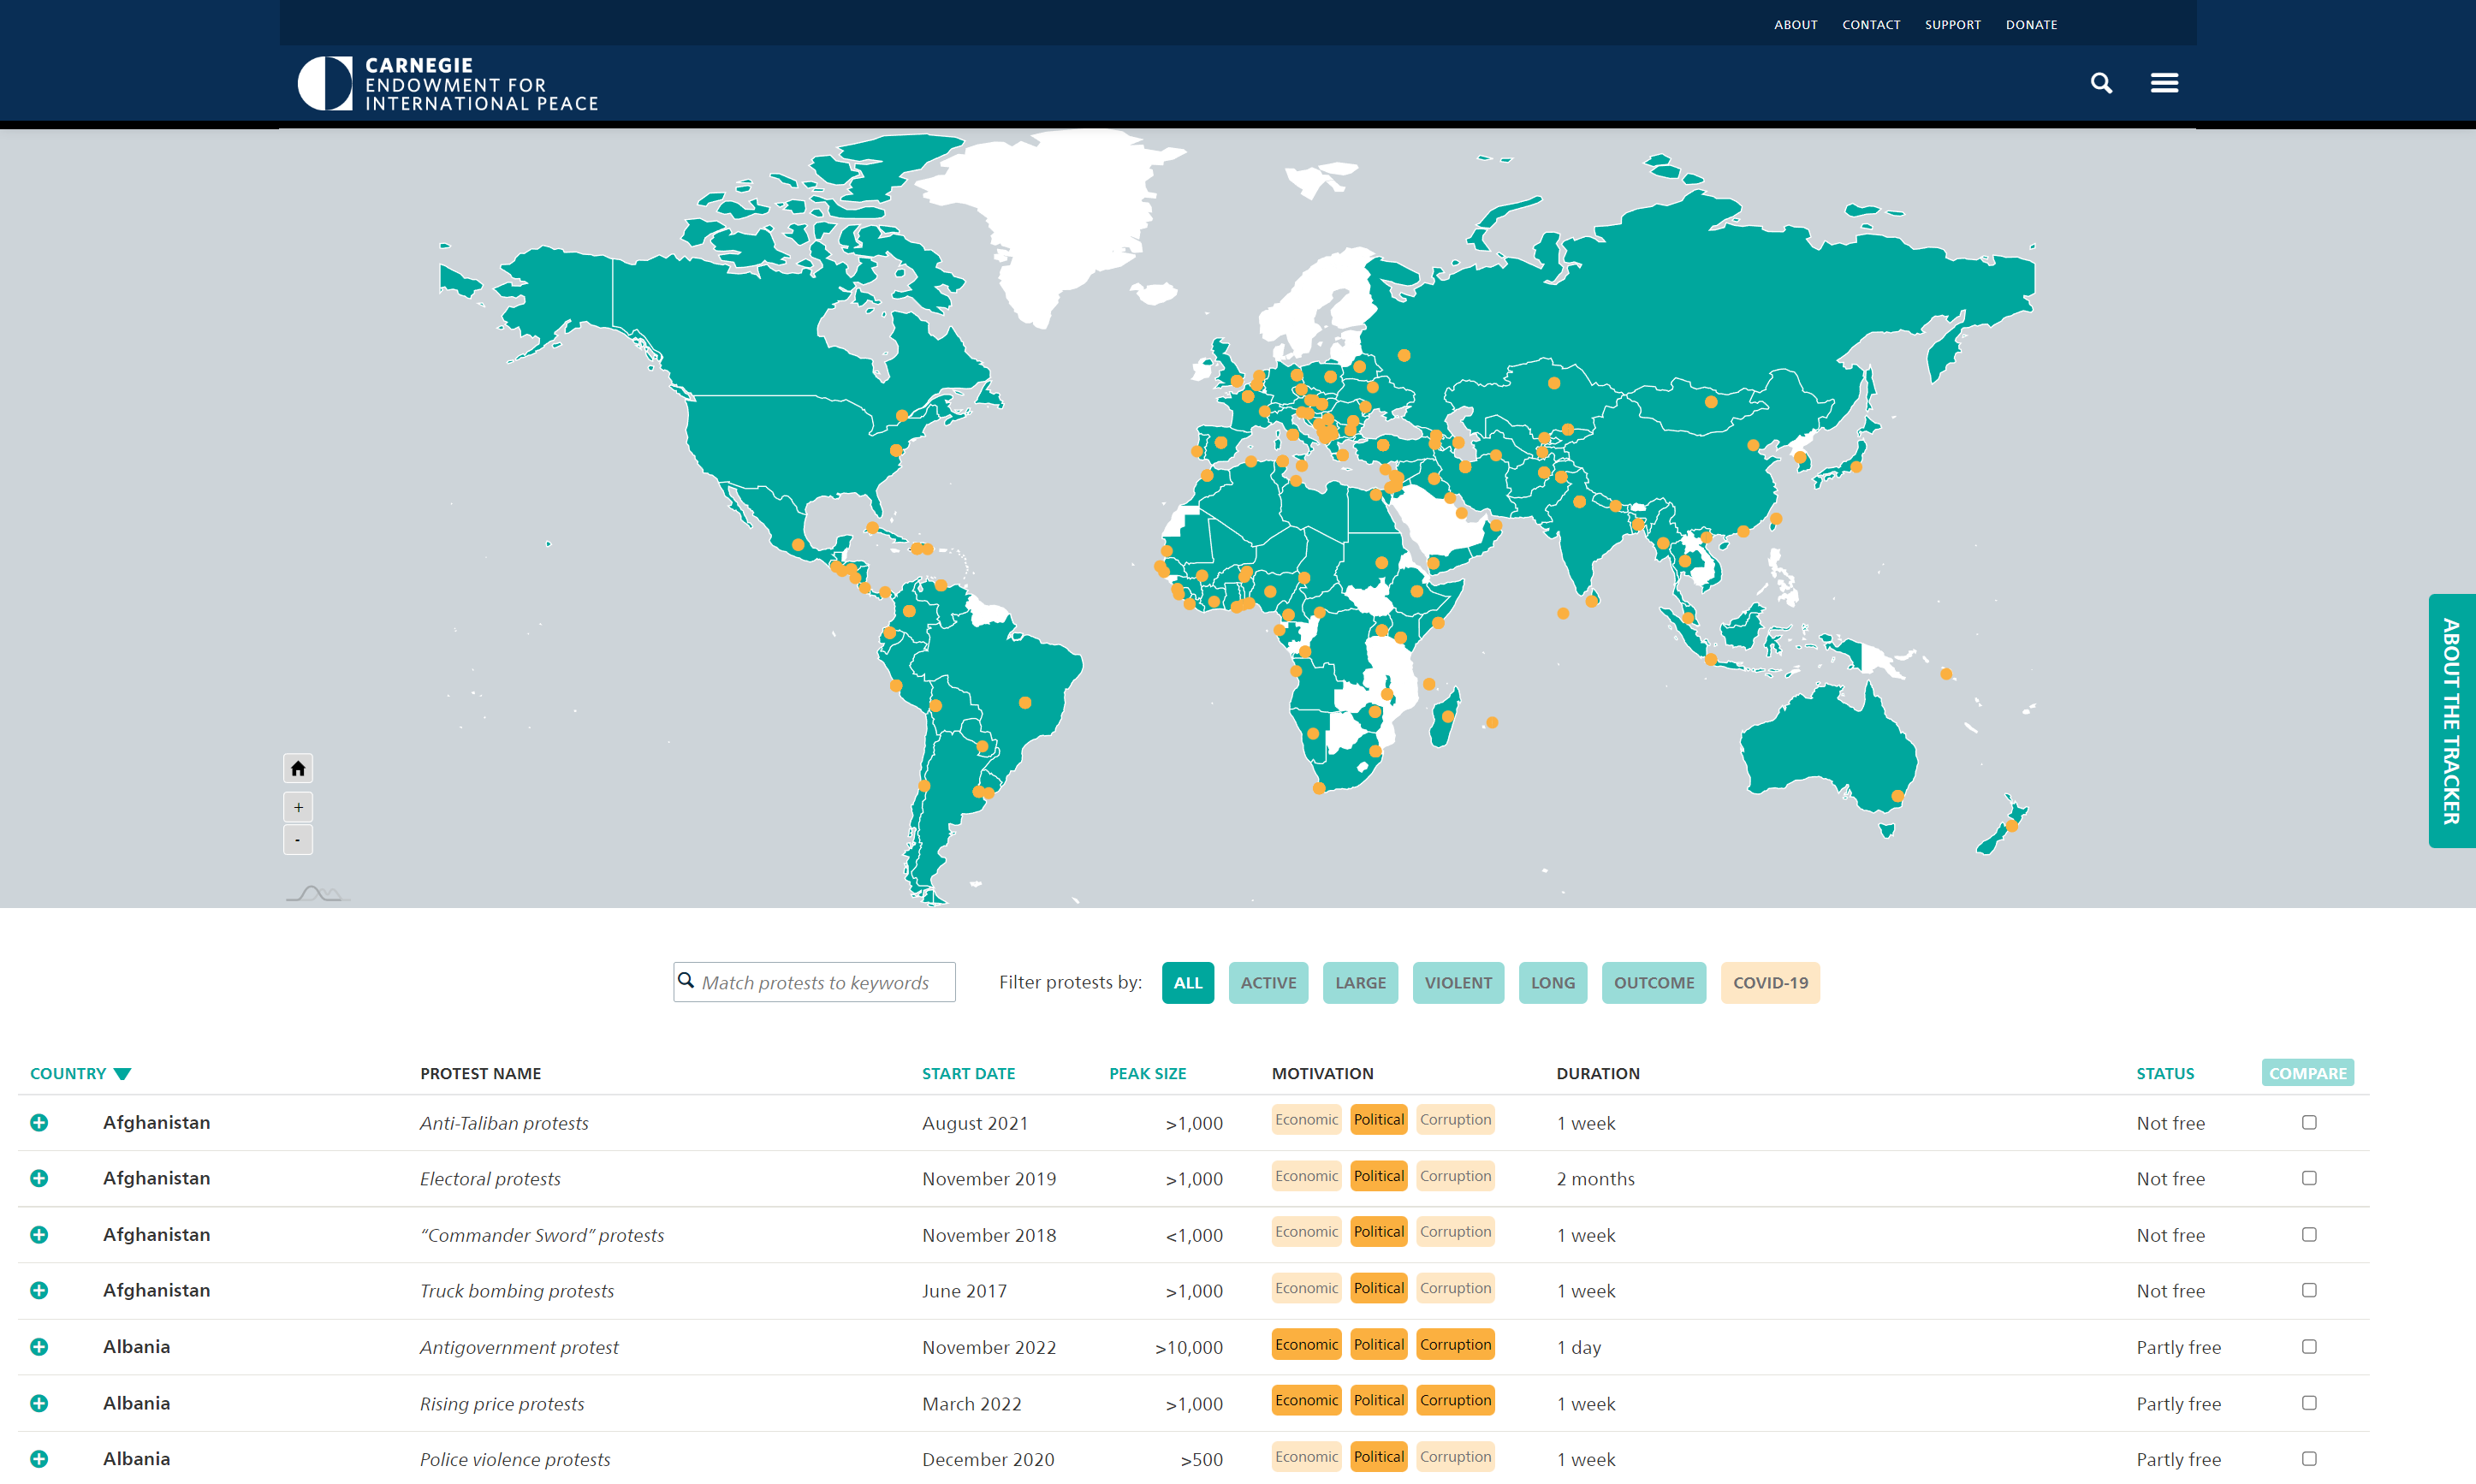 ABOUT CONTACT SUPPORT DONATE
CARNEGIE
ENDOWMENT FOR
INTERNATIONAL PEACE
+
-
ABOUT THE TRACKER
Match protests to keywords Filter protests by: ALL ACTIVE LARGE VIOLENT LONG OUTCOME COVID-19
COUNTRY PROTEST NAME START DATE PEAK SIZE MOTIVATION DURATION STATUS COMPARE
Afghanistan Anti-Taliban protests August 2021 >1,000 Economic Political Corruption 1 week Not free
Afghanistan Electoral protests November 2019 >1,000 Economic Political Corruption 2 months Not free
Afghanistan “Commander Sword” protests November 2018 <1,000 Economic Political Corruption 1 week Not free
Afghanistan Truck bombing protests June 2017 >1,000 Economic Political Corruption 1 week Not free
Albania Antigovernment protest November 2022 >10,000 Economic Political Corruption 1 day Partly free
Albania Rising price protests March 2022 >1,000 Economic Political Corruption 1 week Partly free
Albania Police violence protests December 2020 >500 Economic Political Corruption 1 week Partly free